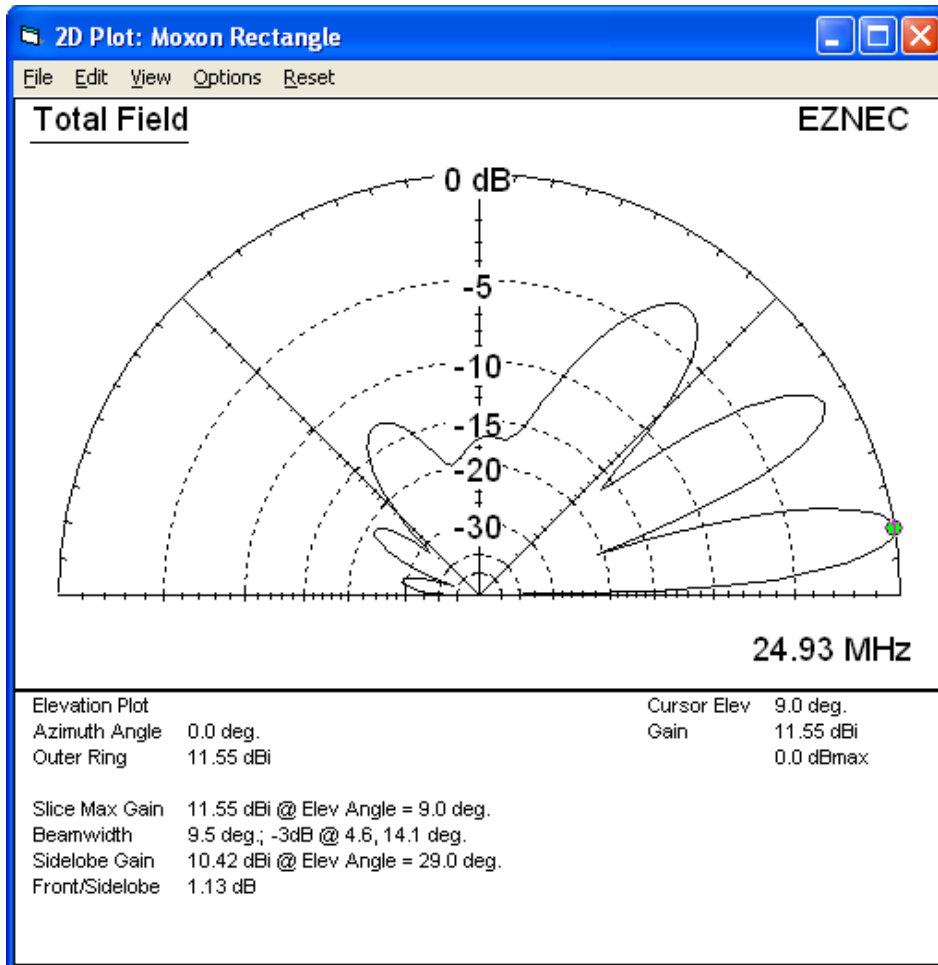 2D Plot: Moxon Rectangle
File Edit View Options Reset
Total Field EZNEC
0 dB
-5
-10
-15
-20
-30
24.93 MHz
Elevation Plot Cursor Elev 9.0 deg.
Azimuth Angle 0.0 deg. Gain 11.55 dBi
Outer Ring 11.55 dBi 0.0 dBmax
Slice Max Gain 11.55 dBi @ Elev Angle = 9.0 deg.
Beamwidth 9.5 deg.; -3dB @ 4.6, 14.1 deg.
Sidelobe Gain 10.42 dBi @ Elev Angle = 29.0 deg.
Front/Sidelobe 1.13 dB